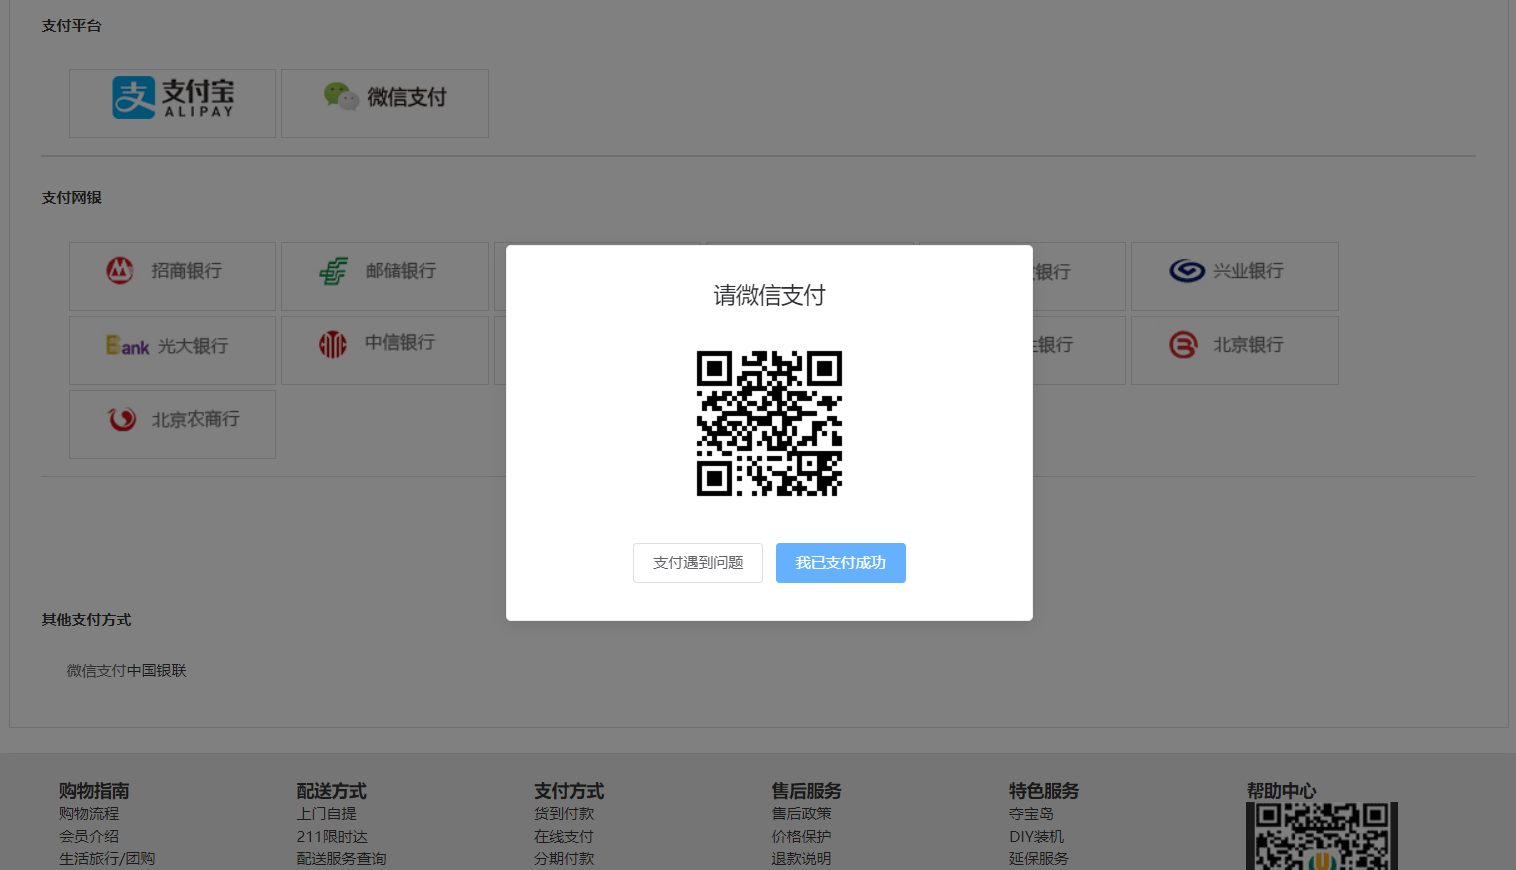 支付平台
支付宝
ALIPAY
微信支付
支付网银
招商银行
邮储银行
银行
兴业银行
请微信支付
Bank 光大银行
中信银行
银行
北京银行
北京农商行
支付遇到问题
我已支付成功
其他支付方式
微信支付中国银联
购物指南 配送方式 支付方式 售后服务 特色服务 帮助中心
购物流程 上门自提 货到付款 售后政策 夺宝岛
会员介绍 211限时达 在线支付 价格保护 DIY装机
生活旅行/团购 配送服务查询 分期付款 退款说明 延保服务